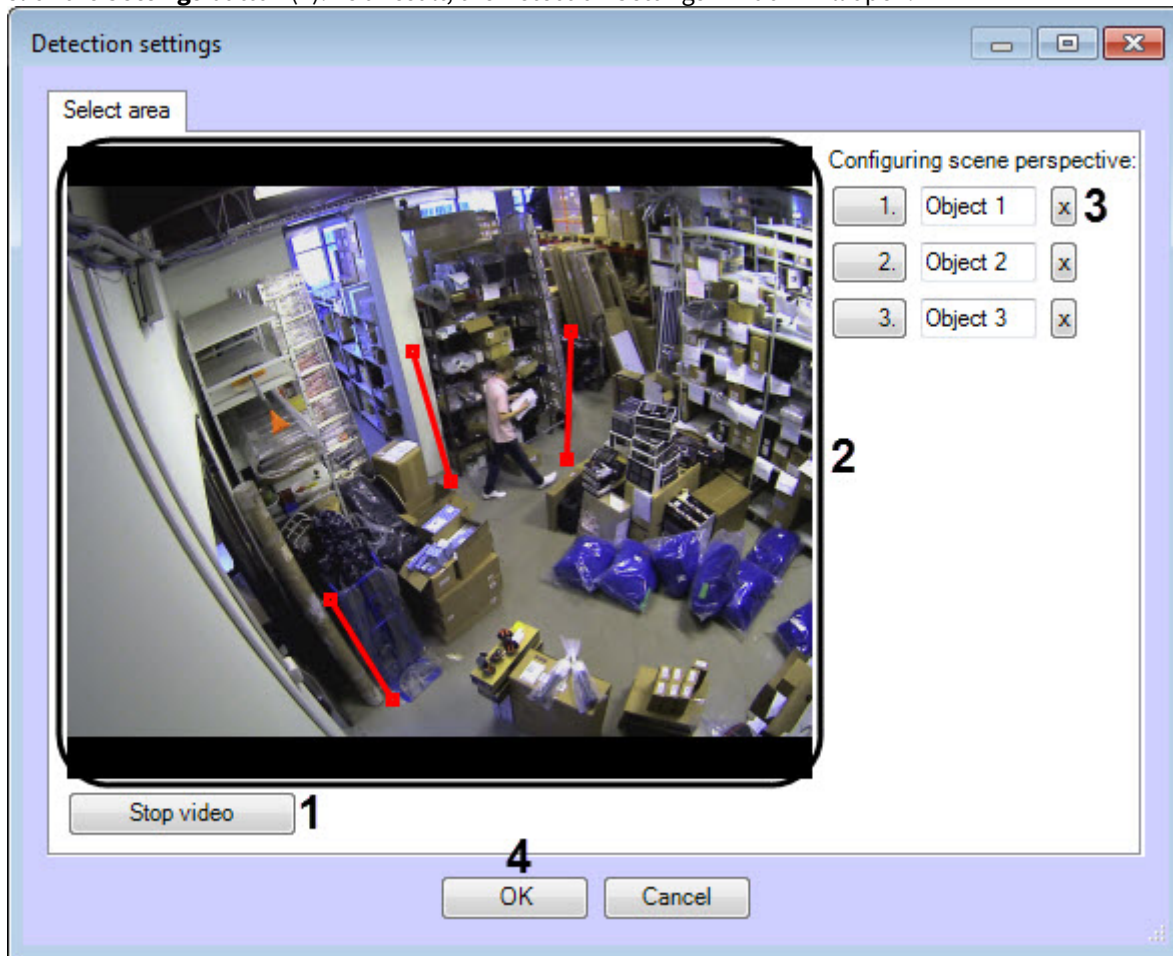 Detection settings
Select area
Configuring scene perspective:
1. Object 1 x 3
2. Object 2 x
3. Object 3 x
2
Stop video 1
4
OK Cancel